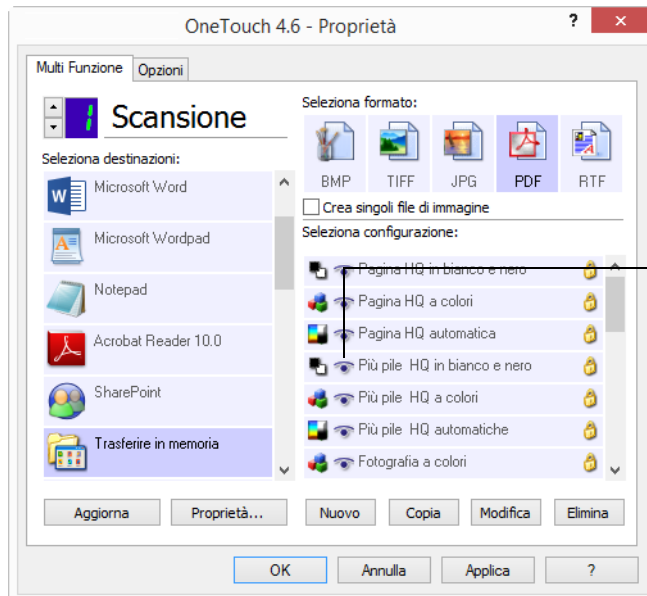 OneTouch 4.6 - Proprietà
?
×
Multi Funzione
Opzioni
1
Scansione
Seleziona destinazioni:
Microsoft Word
Microsoft Wordpad
Notepad
Acrobat Reader 10.0
SharePoint
Trasferire in memoria
Aggiorna
Proprietà...
Seleziona formato:
BMP
TIFF
JPG
PDF
RTF
Crea singoli file di immagine
Seleziona configurazione:
Pagina HQ in bianco e nero
Pagina HQ a colori
Pagina HQ automatica
Più pile HQ in bianco e nero
Più pile HQ a colori
Più pile HQ automatiche
Fotografia a colori
Nuovo
Copia
Modifica
Elimina
OK
Annulla
Applica
?